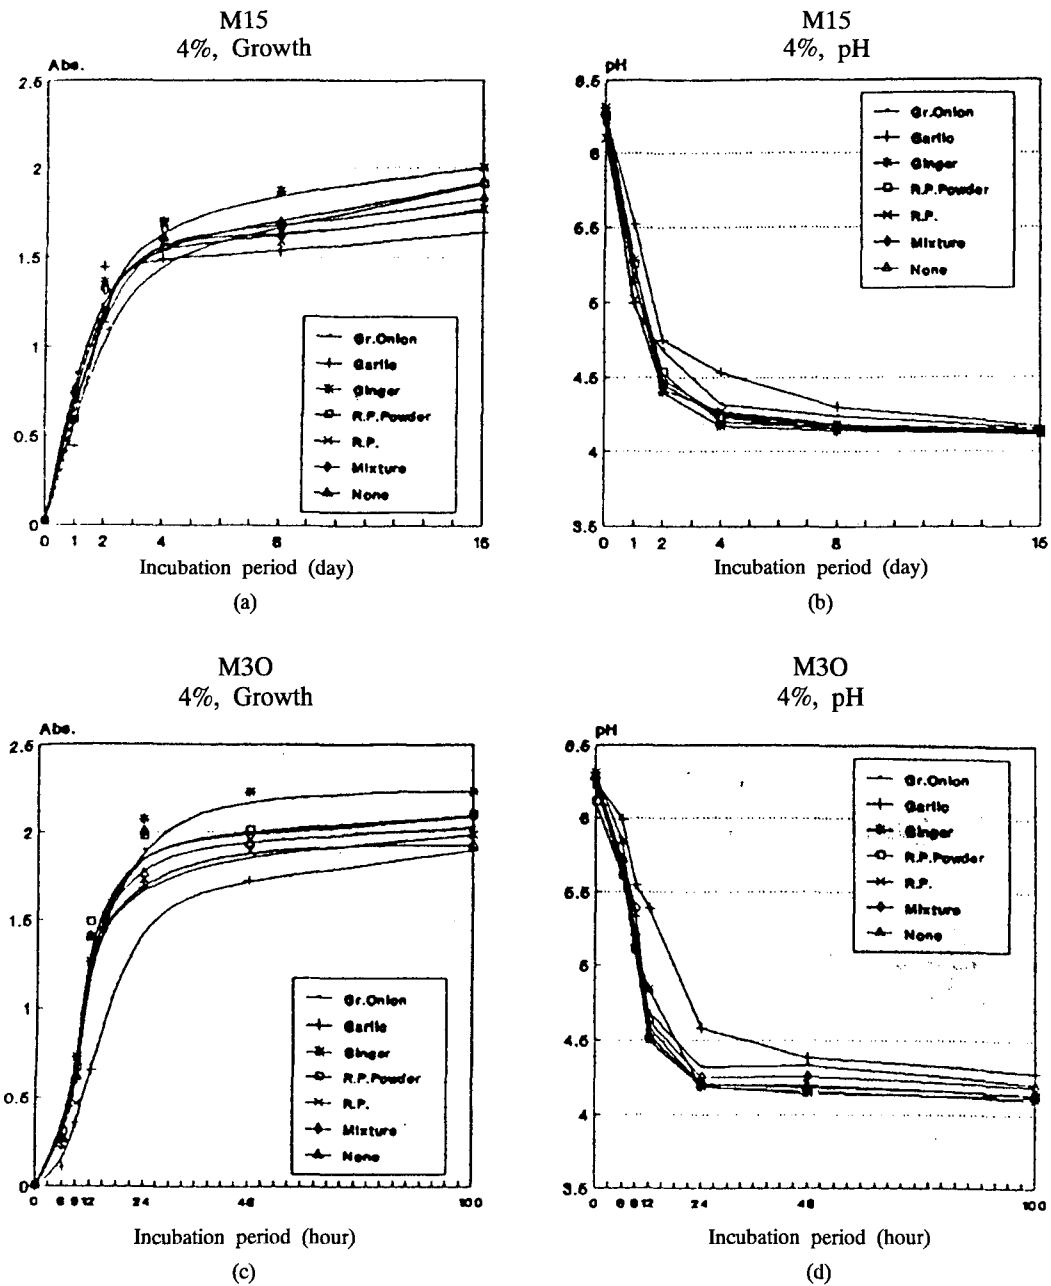 M15
4%, Growth
Abs.
2.5
2
1.5
1
0.5
0
Gr.Onion
Garlic
Ginger
R.P.Powder
R.P.
Mixture
None
0 1 2 4 8 16
Incubation period (day)
(a)
M15
4%, pH
pH
6.5
6
5.5
5
4.5
4
3.5
Gr.Onion
Garlic
Ginger
R.P.Powder
R.P.
Mixture
None
0 1 2 4 8 16
Incubation period (day)
(b)
M3O
4%, Growth
Abs.
2.5
2
1.5
1
0.5
0
Gr.Onion
Garlic
Ginger
R.P.Powder
R.P.
Mixture
None
0 6 9 12 24 48 100
Incubation period (hour)
(c)
M3O
4%, pH
pH
6.5
6
5.5
5
4.5
4
3.5
Gr.Onion
Garlic
Ginger
R.P.Powder
R.P.
Mixture
None
0 6 9 12 24 48 100
Incubation period (hour)
(d)